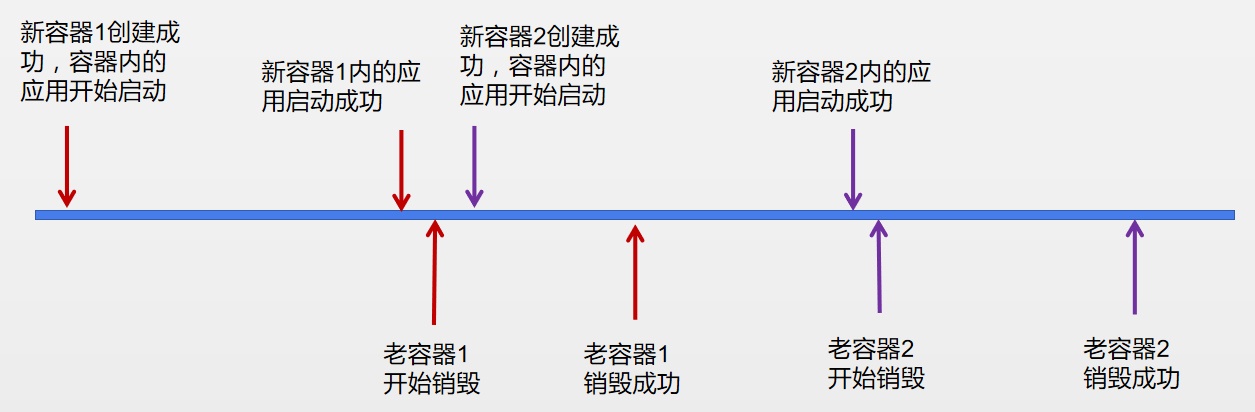 新容器1创建成
功，容器内的
应用开始启动
新容器1内的应
用启动成功
新容器2创建成
功，容器内的
应用开始启动
新容器2内的应
用启动成功
老容器1
开始销毁
老容器1
销毁成功
老容器2
开始销毁
老容器2
销毁成功